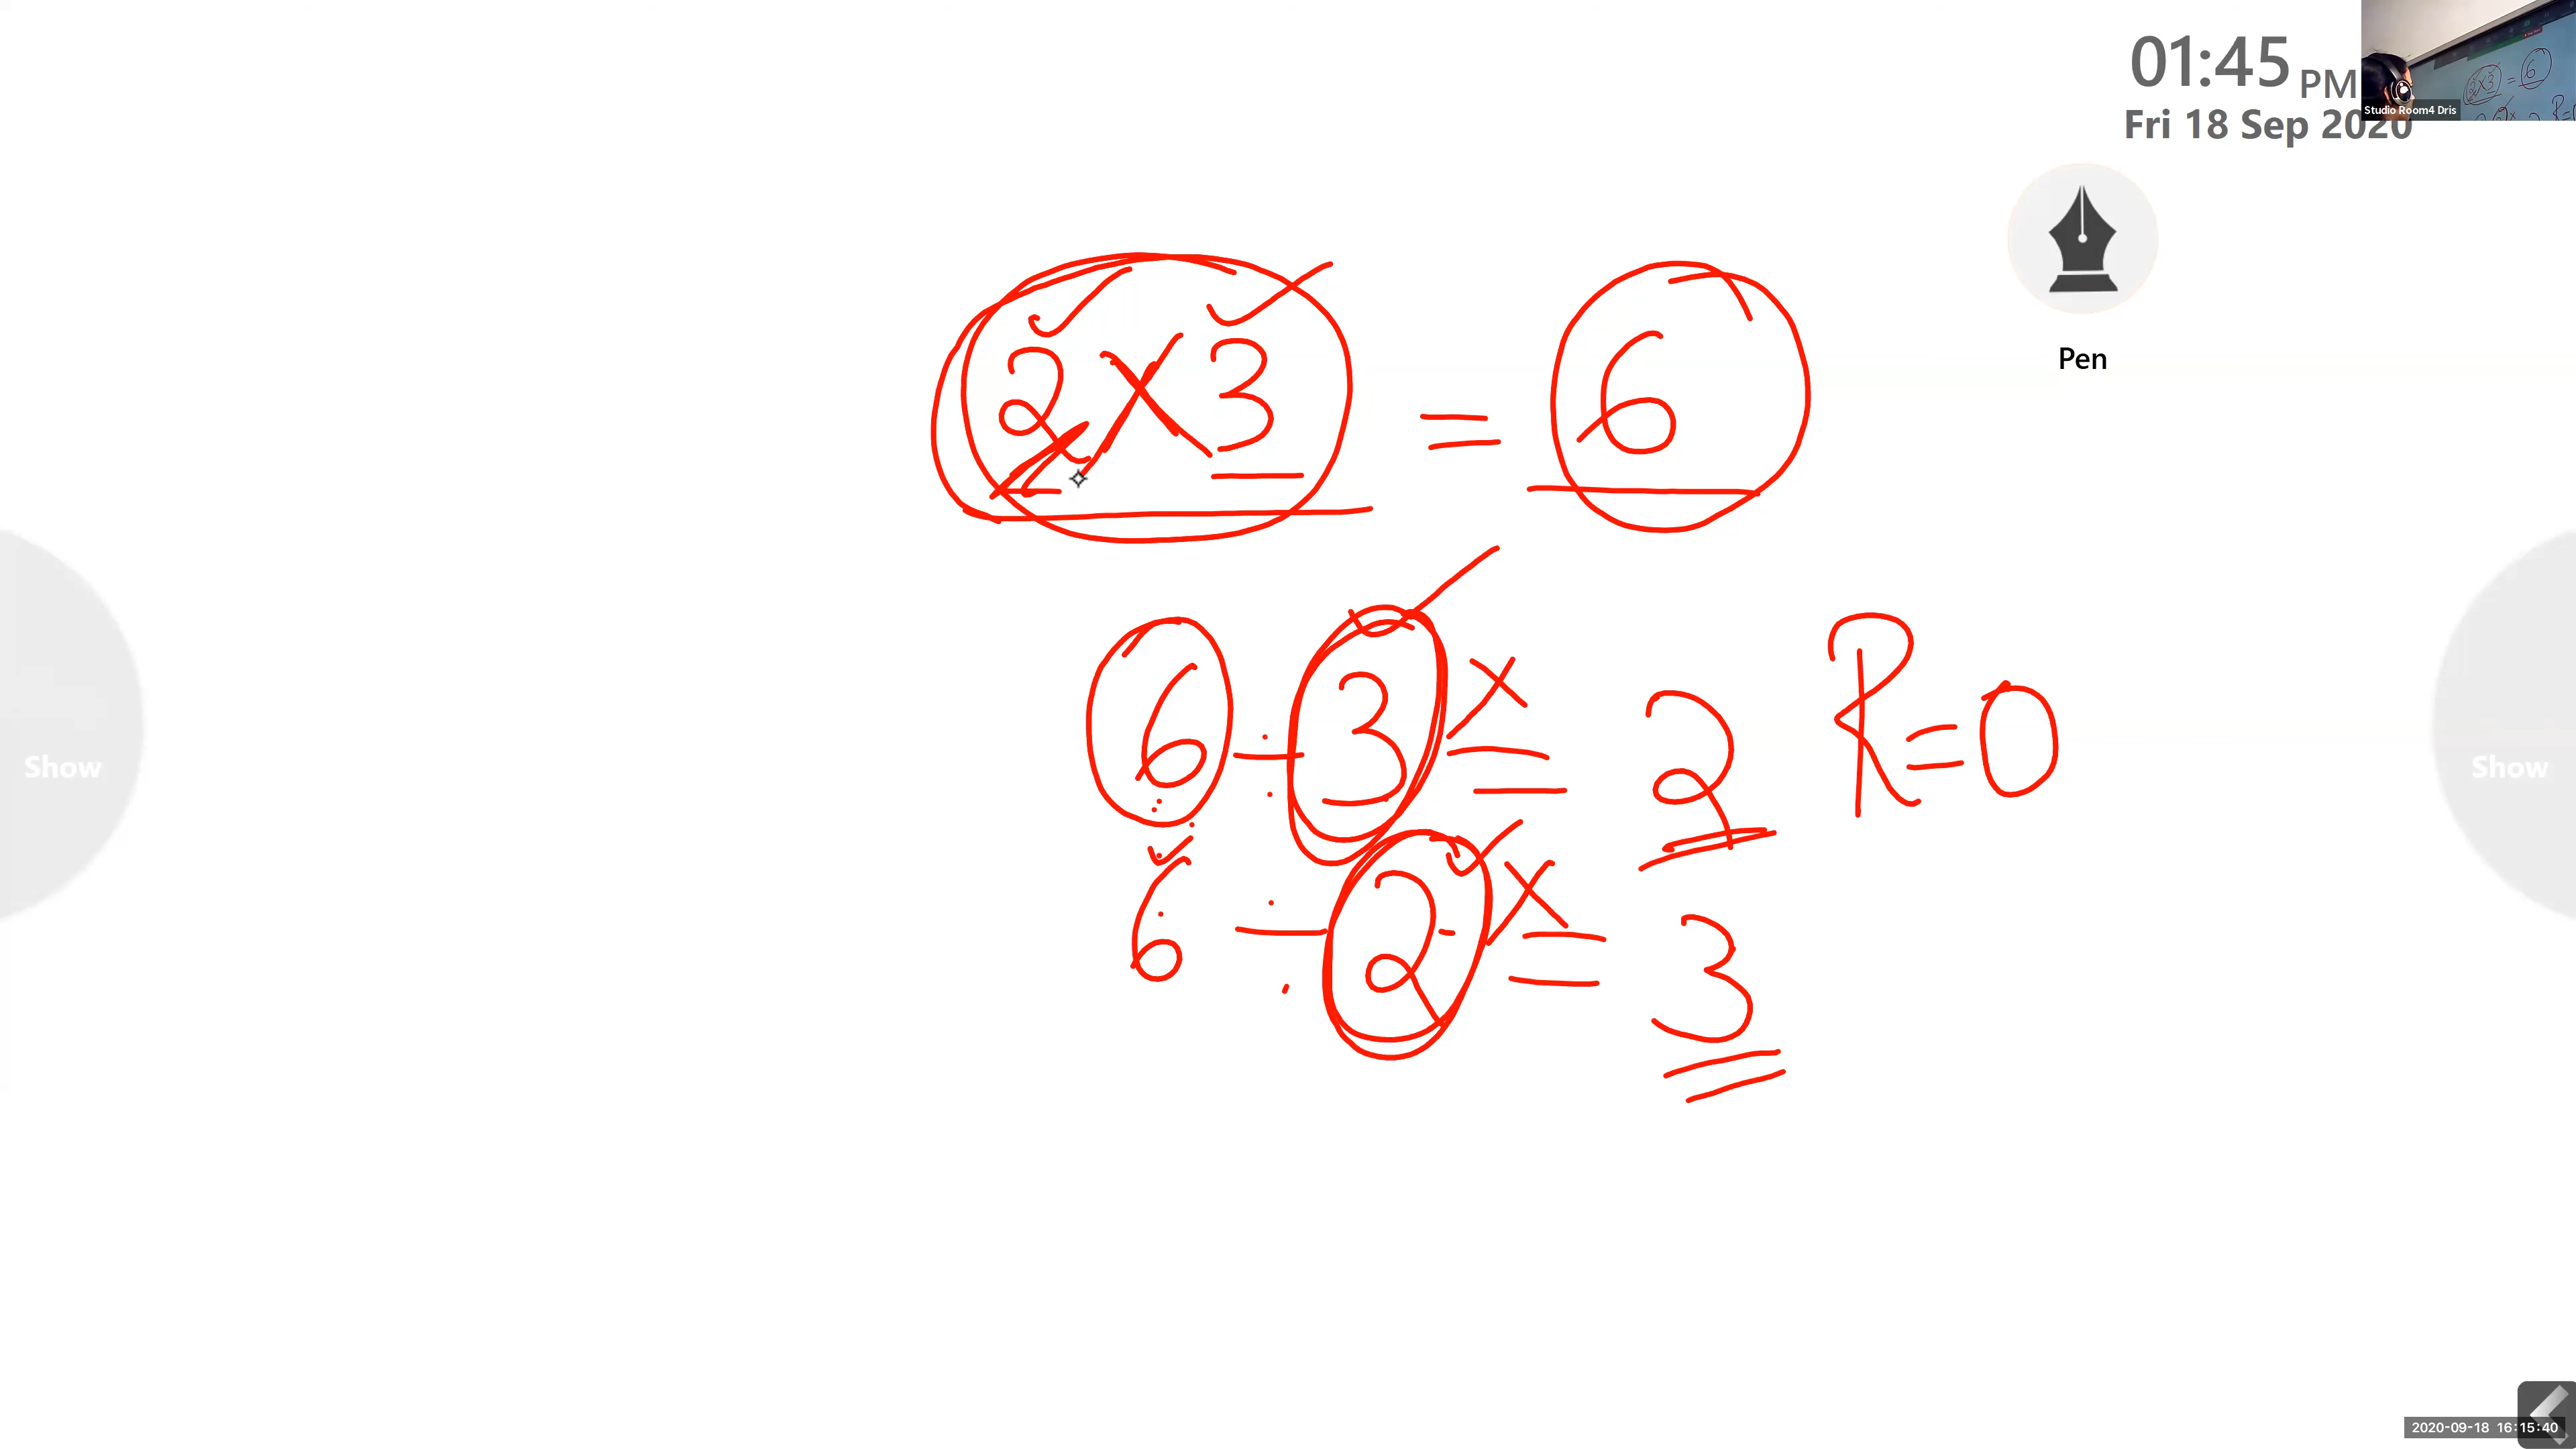 01:45 PM
Fri 18 Sep 2020
Studio Room4 Dris
Pen
2 × 3 = 6
6 ÷ 3 = 2 R = 0
6 ÷ 2 = 3
Show
Show
2020-09-18 16:15:40